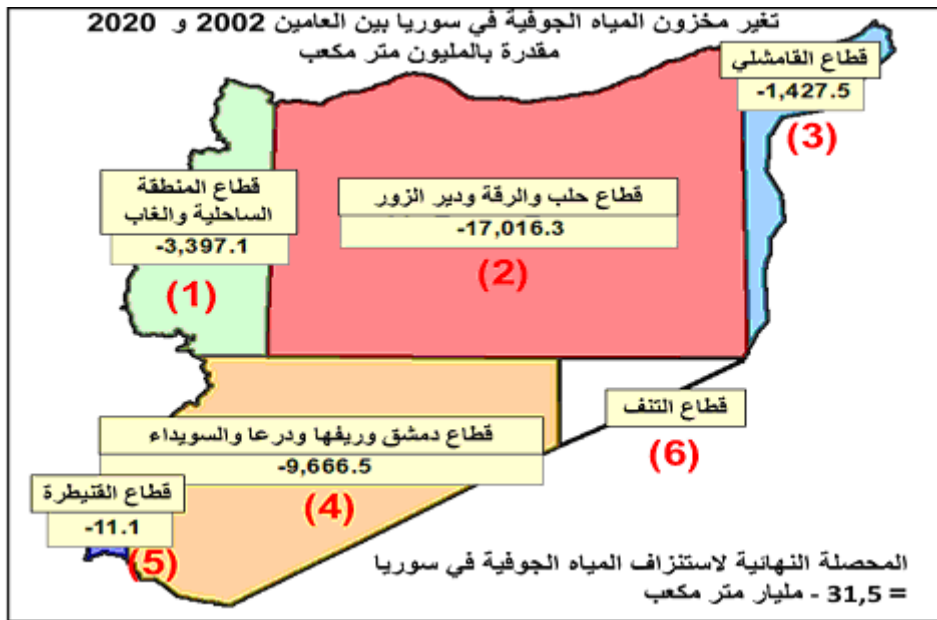 تغير مخزون المياه الجوفية في سوريا بين العامين 2002 و 2020
مقدرة بالمليون متر مكعب
قطاع القامشلي
-1,427.5
(3)
قطاع المنطقة
الساحلية والغاب
-3,397.1
(1)
قطاع حلب والرقة ودير الزور
-17,016.3
(2)
قطاع التنف
(6)
قطاع دمشق وريفها ودرعا والسويداء
-9,666.5
(4)
قطاع القنيطرة
-11.1
(5)
المحصلة النهائية لاستنزاف المياه الجوفية في سوريا
= 31,5 - مليار متر مكعب